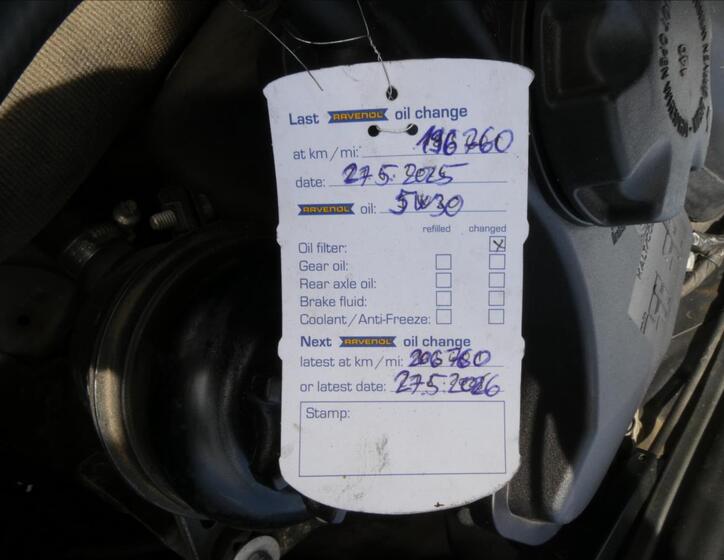 Last RAVENOL oil change
at km/mi: 196760
date: 27.5.2025
RAVENOL oil: 5W30
refilled changed
Oil filter: X
Gear oil:
Rear axle oil:
Brake fluid:
Coolant/Anti-Freeze:
Next RAVENOL oil change
latest at km/mi: 206760
or latest date: 27.5.2026
Stamp: